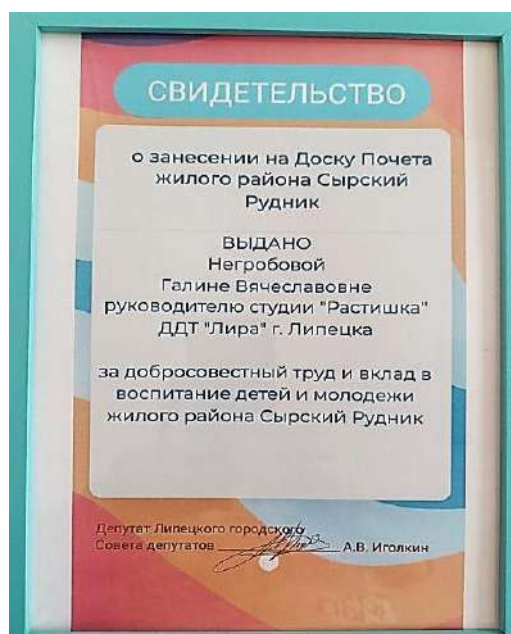 СВИДЕТЕЛЬСТВО
о занесении на Доску Почета
жилого района Сырский
Рудник
ВЫДАНО
Негробовой
Галине Вячеславовне
руководителю студии "Растишка"
ДДТ "Лира" г. Липецка
за добросовестный труд и вклад в
воспитание детей и молодежи
жилого района Сырский Рудник
Депутат Липецкого городского
Совета депутатов А.В. Иголкин